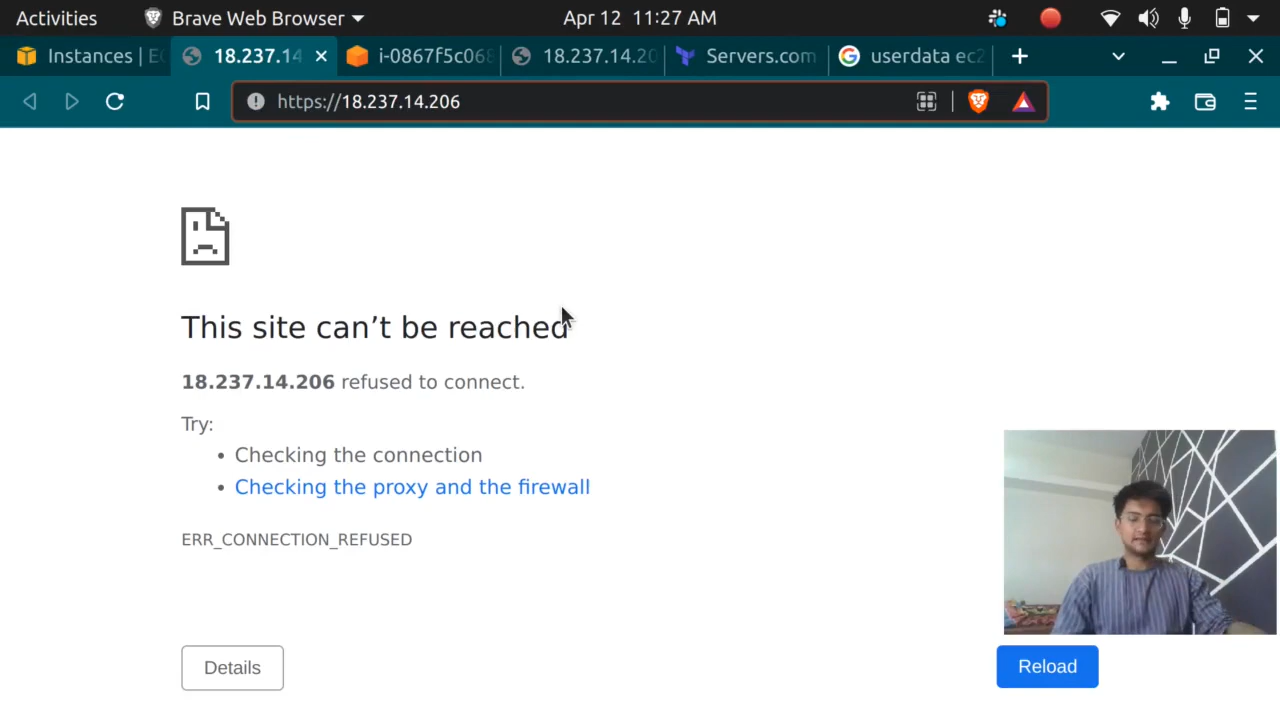 Activities Brave Web Browser Apr 12 11:27 AM
Instances | EC 18.237.14 i-0867f5c068 18.237.14.20 Servers.com userdata ec2
https://18.237.14.206
This site can’t be reached
18.237.14.206 refused to connect.
Try:
• Checking the connection
• Checking the proxy and the firewall
ERR_CONNECTION_REFUSED
Details Reload